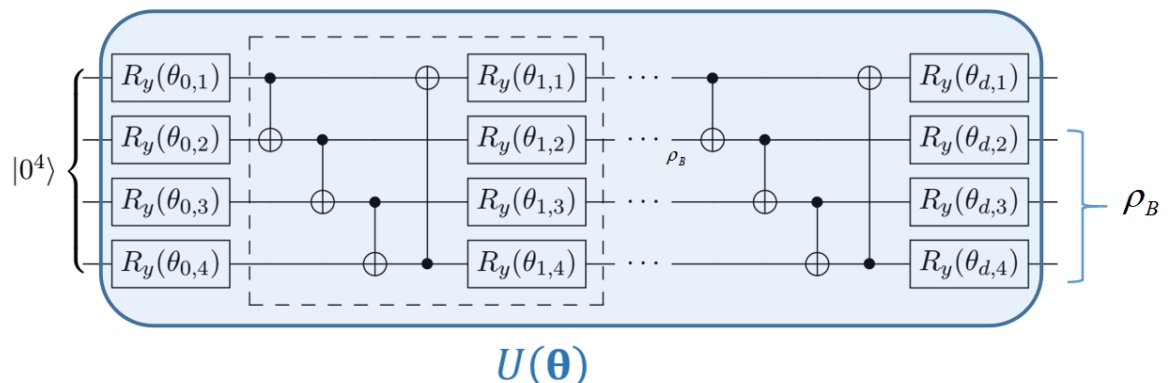 R_y(θ_{0,1}) R_y(θ_{1,1}) ··· R_y(θ_{d,1})
R_y(θ_{0,2}) R_y(θ_{1,2}) ··· R_y(θ_{d,2})
|0^4⟩ ρ_B
R_y(θ_{0,3}) R_y(θ_{1,3}) ··· R_y(θ_{d,3}) ρ_B
R_y(θ_{0,4}) R_y(θ_{1,4}) ··· R_y(θ_{d,4})
U(θ)